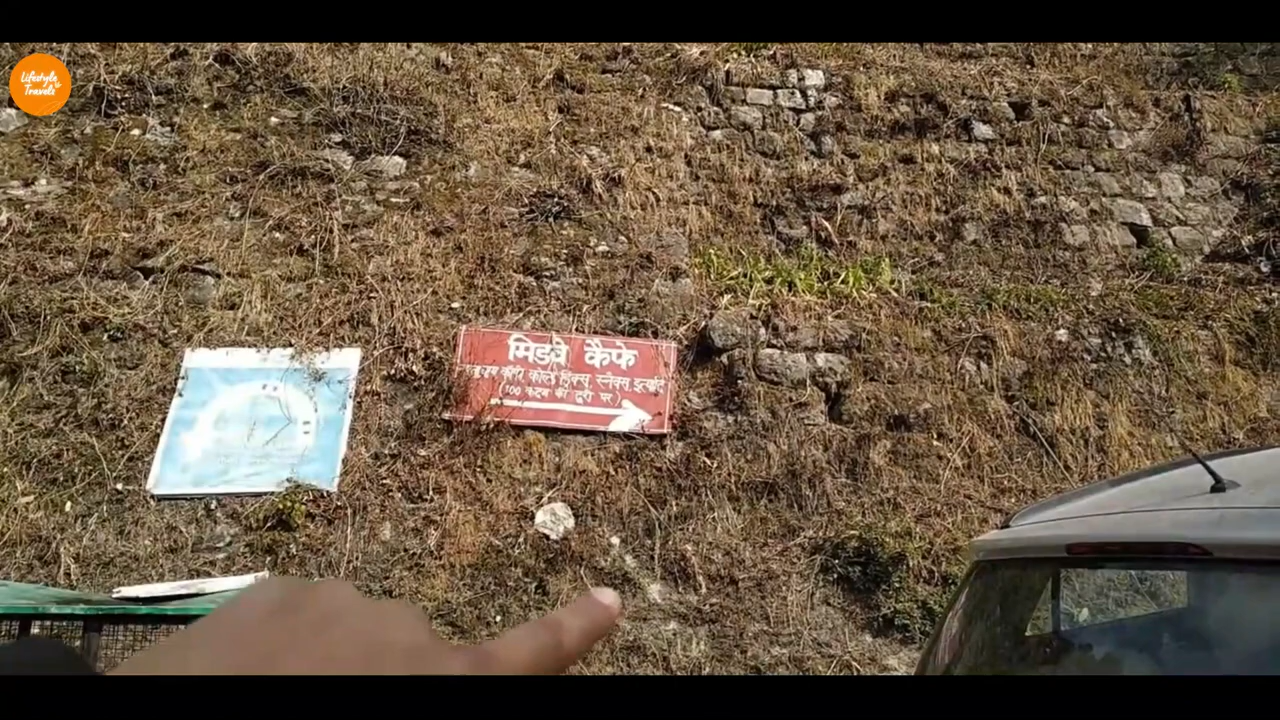 Lifestyle
Travels
मिडवे कैफे
कोल्ड ड्रिंक्स, स्नैक्स, इत्यादि
(100 कदम की दूरी पर)